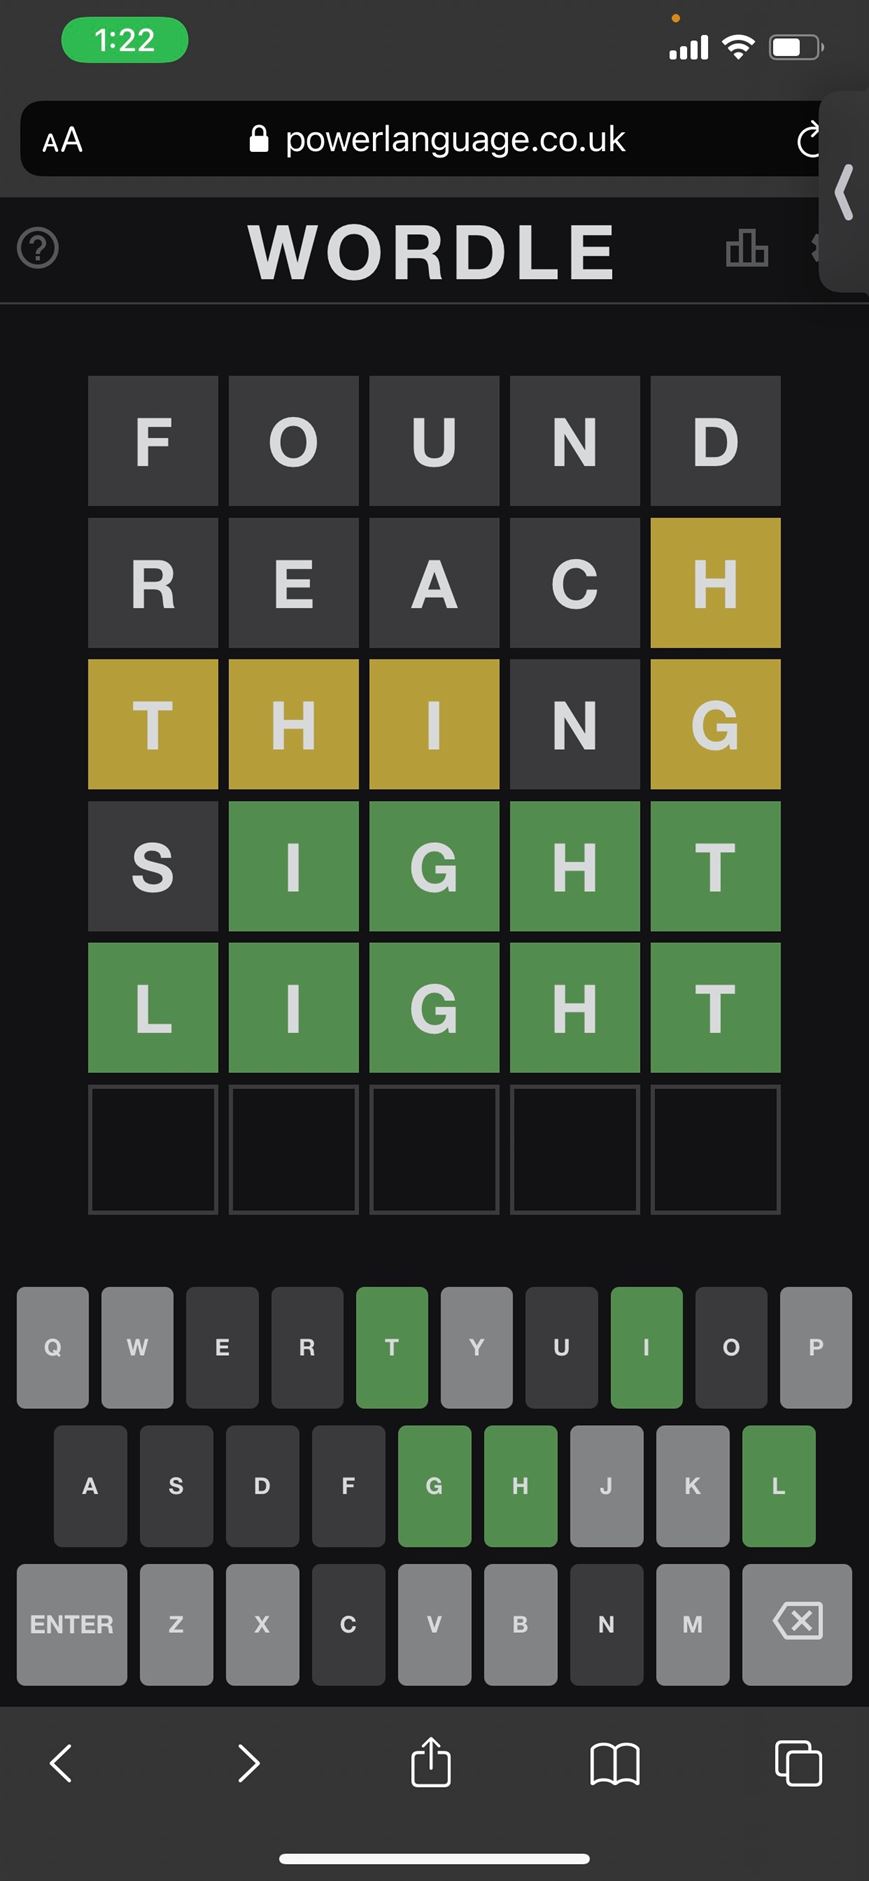 1:22
AA powerlanguage.co.uk
? WORDLE
F O U N D
R E A C H
T H I N G
S I G H T
L I G H T
Q W E R T Y U I O P
A S D F G H J K L
ENTER Z X C V B N M